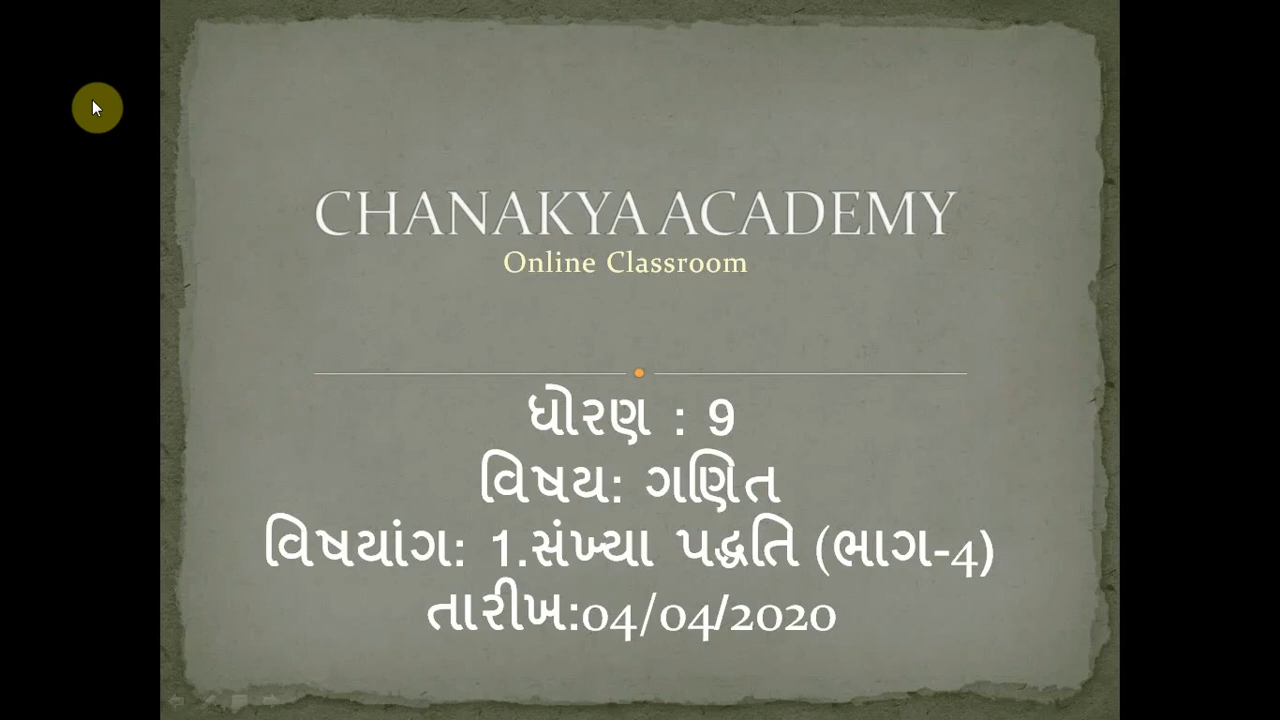 CHANAKYA ACADEMY
Online Classroom
ધોરણ : 9
વિષય: ગણિત
વિષયાંગ: 1.સંખ્યા પદ્ધતિ (ભાગ-4)
તારીખ:04/04/2020